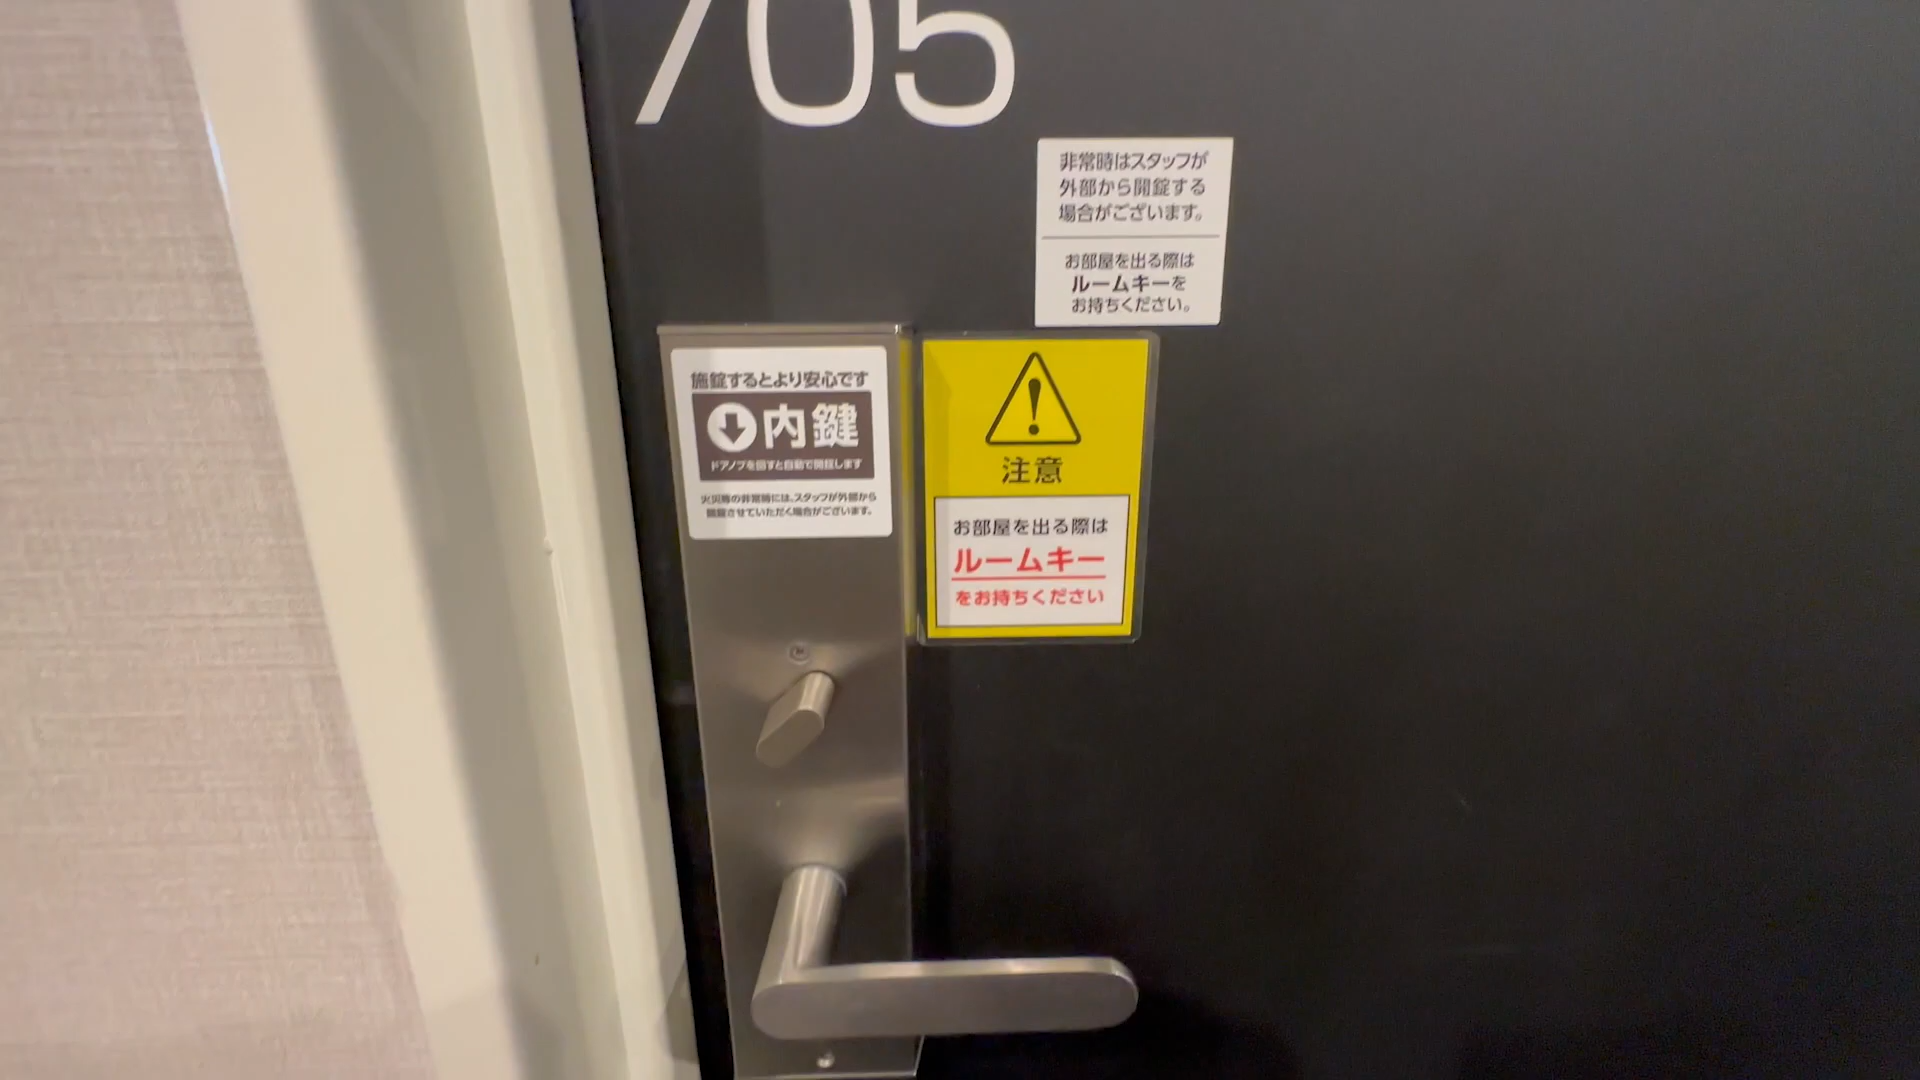 705
非常時はスタッフが
外部から開錠する
場合がございます。
お部屋を出る際は
ルームキーを
お持ちください。
施錠するとより安心です
内鍵
ドアノブを回すと自動で開錠します
火災等の非常時には、スタッフが外部から
開錠させていただく場合がございます。
注意
お部屋を出る際は
ルームキー
をお持ちください